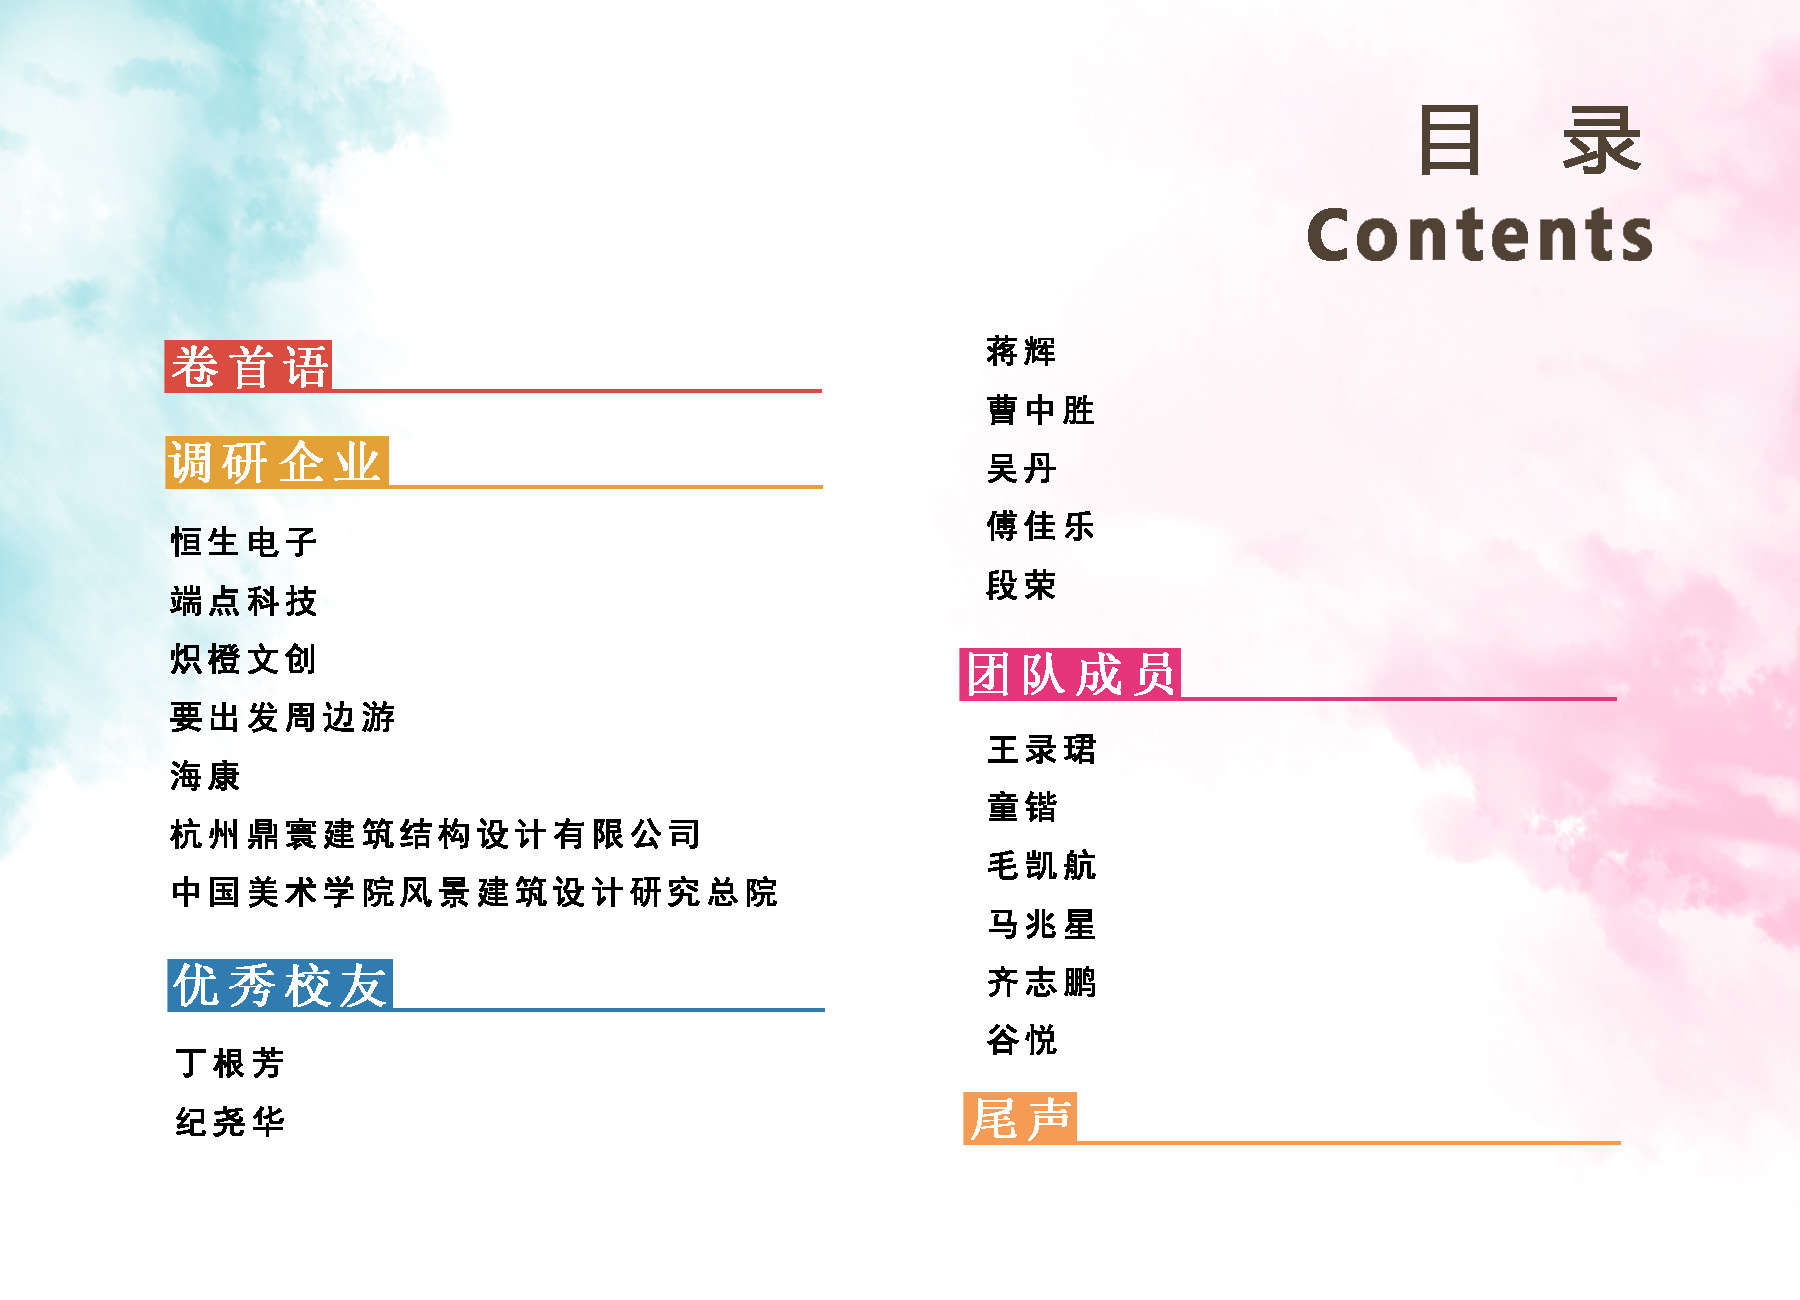 目录
Contents
卷首语
调研企业
恒生电子
端点科技
炽橙文创
要出发周边游
海康
杭州鼎寰建筑结构设计有限公司
中国美术学院风景建筑设计研究总院
优秀校友
丁根芳
纪尧华
蒋辉
曹中胜
吴丹
傅佳乐
段荣
团队成员
王录珺
童锴
毛凯航
马兆星
齐志鹏
谷悦
尾声